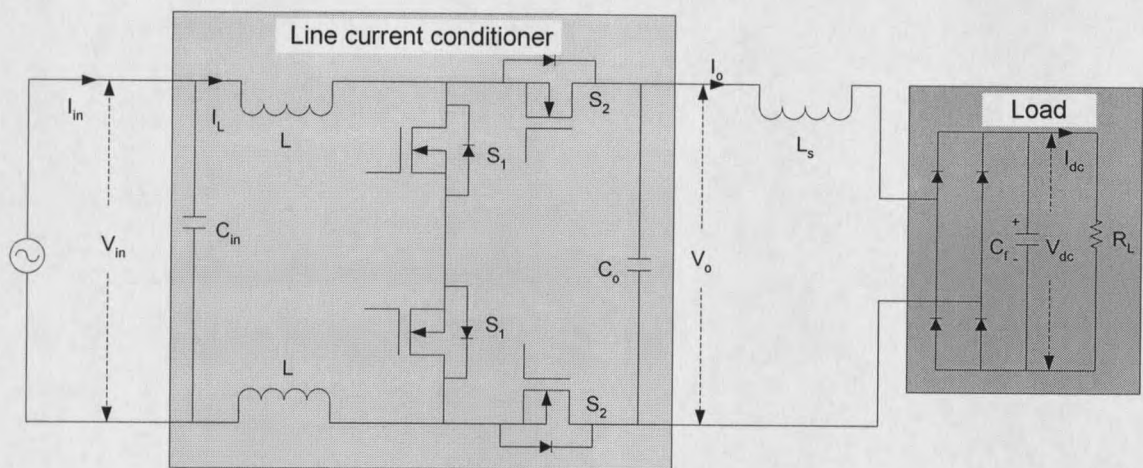 Line current conditioner
I_in
I_L
L
S_1
S_2
I_o
L_s
Load
I_dc
V_in
C_in
C_o
V_o
+
C_f
-
V_dc
R_L
S_1
L
S_2